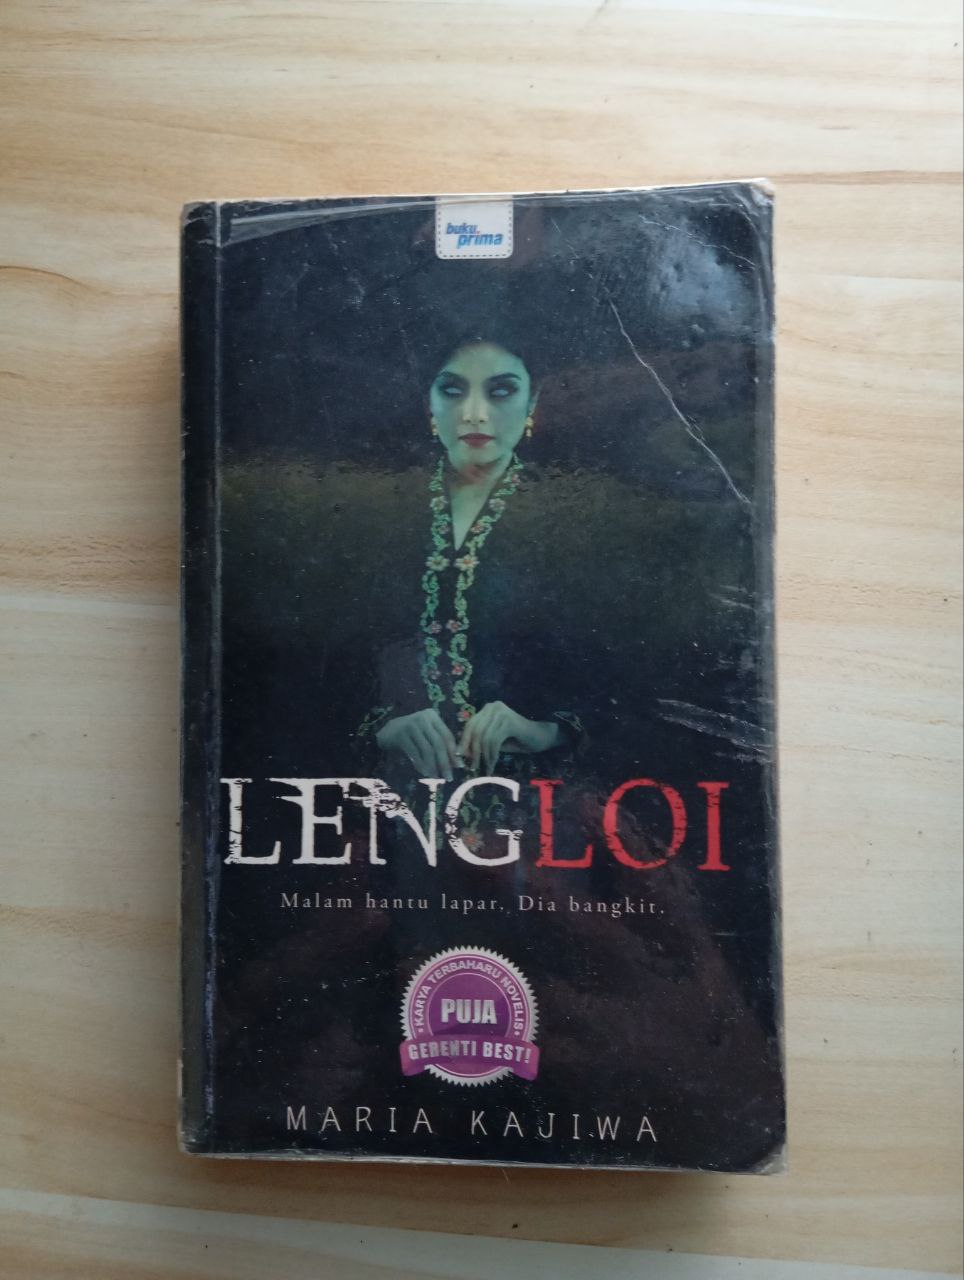 buku
prima
LENGLOI
Malam hantu lapar. Dia bangkit.
• KARYA TERBAHARU NOVELIS •
PUJA
GERENTI BEST!
MARIA KAJIWA